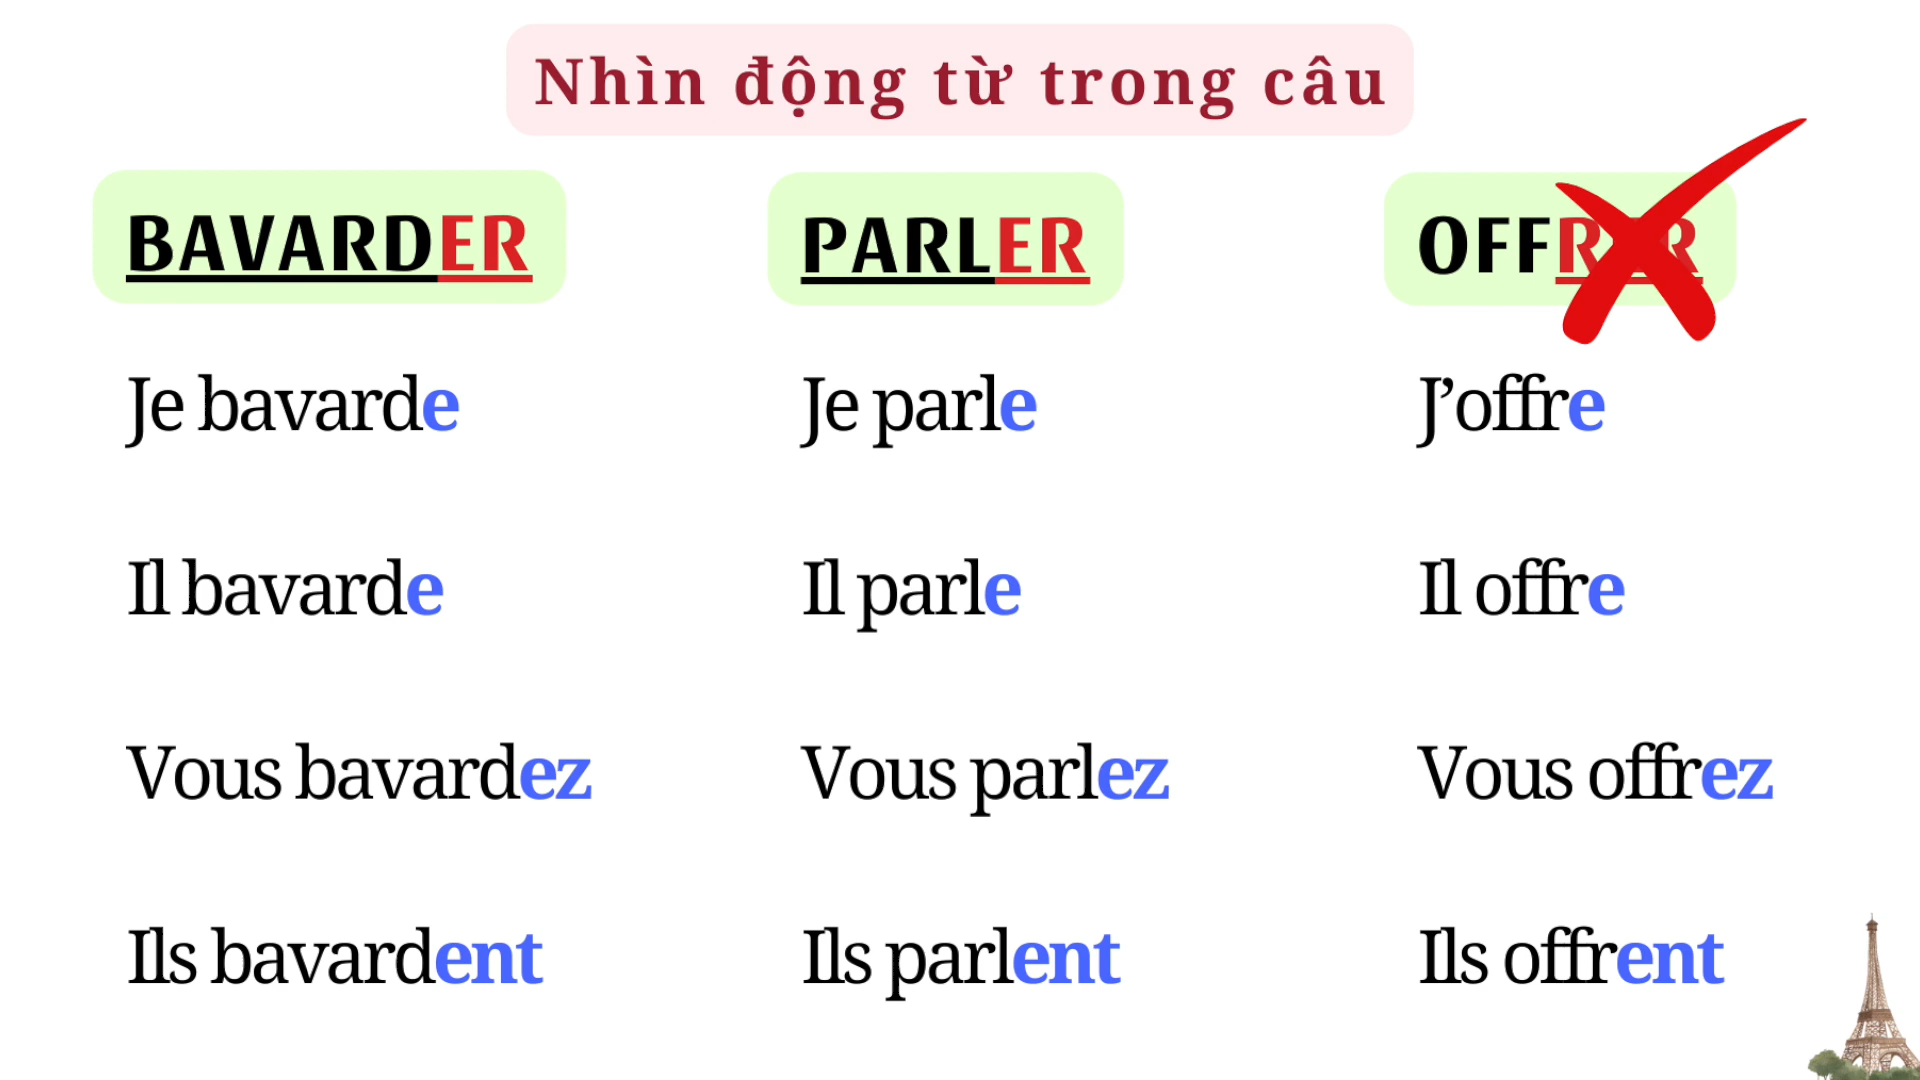 Nhìn động từ trong câu
BAVARDER
PARLER
OFFRER
Je bavarde
Je parle
J’offre
Il bavarde
Il parle
Il offre
Vous bavardez
Vous parlez
Vous offrez
Ils bavardent
Ils parlent
Ils offrent